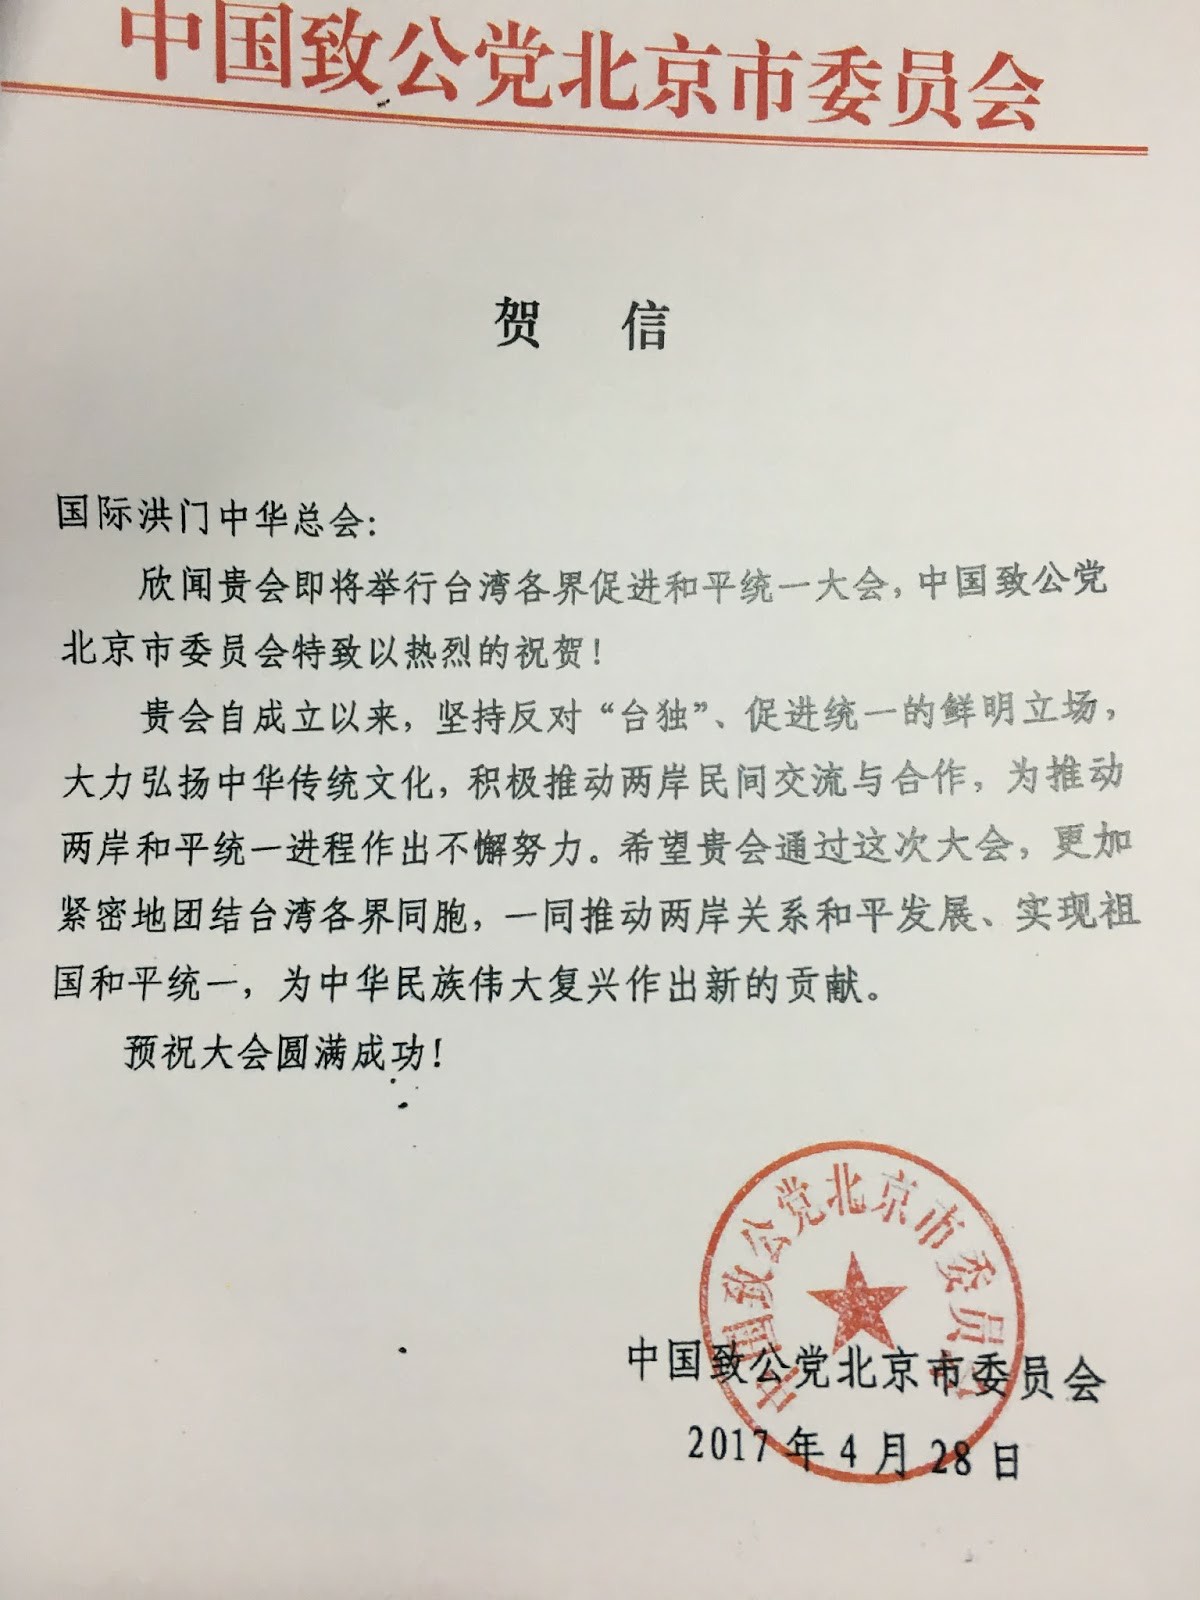 中国致公党北京市委员会
贺 信
国际洪门中华总会:
欣闻贵会即将举行台湾各界促进和平统一大会，中国致公党
北京市委员会特致以热烈的祝贺！
贵会自成立以来，坚持反对“台独”、促进统一的鲜明立场，
大力弘扬中华传统文化，积极推动两岸民间交流与合作，为推动
两岸和平统一进程作出不懈努力。希望贵会通过这次大会，更加
紧密地团结台湾各界同胞，一同推动两岸关系和平发展、实现祖
国和平统一，为中华民族伟大复兴作出新的贡献。
预祝大会圆满成功！
中国致公党北京市委员会
中国致公党北京市委员会
2017 年 4 月 28 日